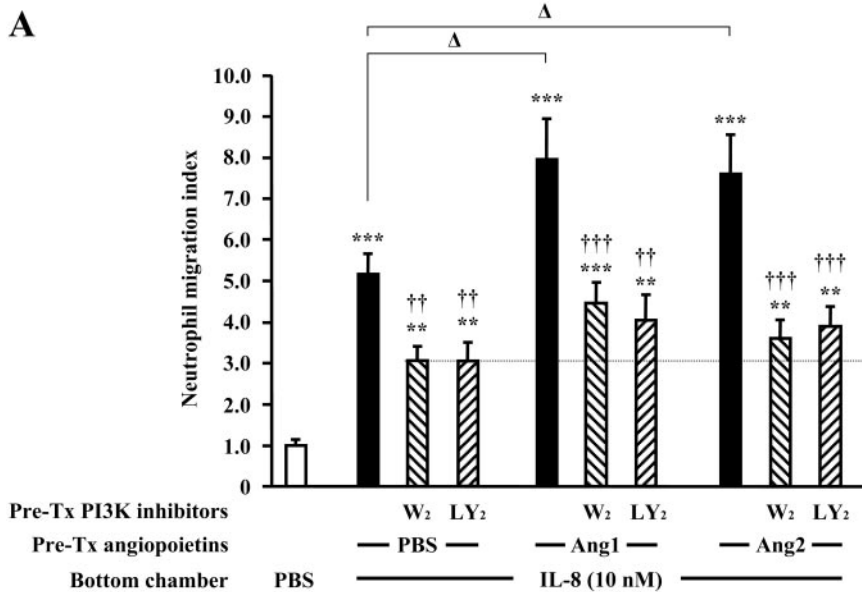 A
Δ
Δ
Neutrophil migration index
10.0
9.0
8.0
7.0
6.0
5.0
4.0
3.0
2.0
1.0
0
*** *** ***
†† †† ††† †† ††† †††
** ** *** ** ** **
Pre-Tx PI3K inhibitors W₂ LY₂ W₂ LY₂ W₂ LY₂
Pre-Tx angiopoietins PBS Ang1 Ang2
Bottom chamber PBS IL-8 (10 nM)